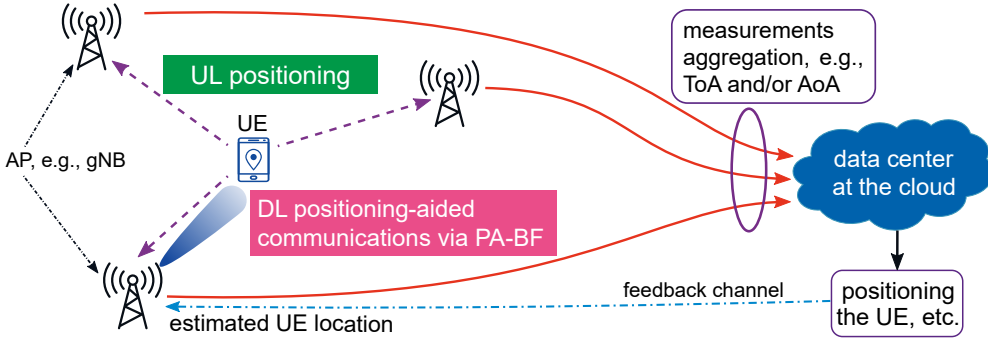 measurements
aggregation, e.g.,
ToA and/or AoA
UL positioning
UE
AP, e.g., gNB
data center
at the cloud
DL positioning-aided
communications via PA-BF
feedback channel
positioning
the UE, etc.
estimated UE location